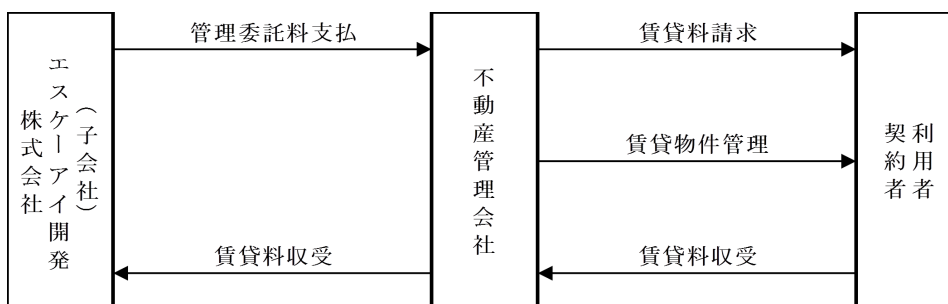 (子会社)
エスケーアイ開発
株式会社
管理委託料支払
賃貸料収受
不動産管理会社
賃貸料請求
賃貸物件管理
賃貸料収受
利用者
契約者